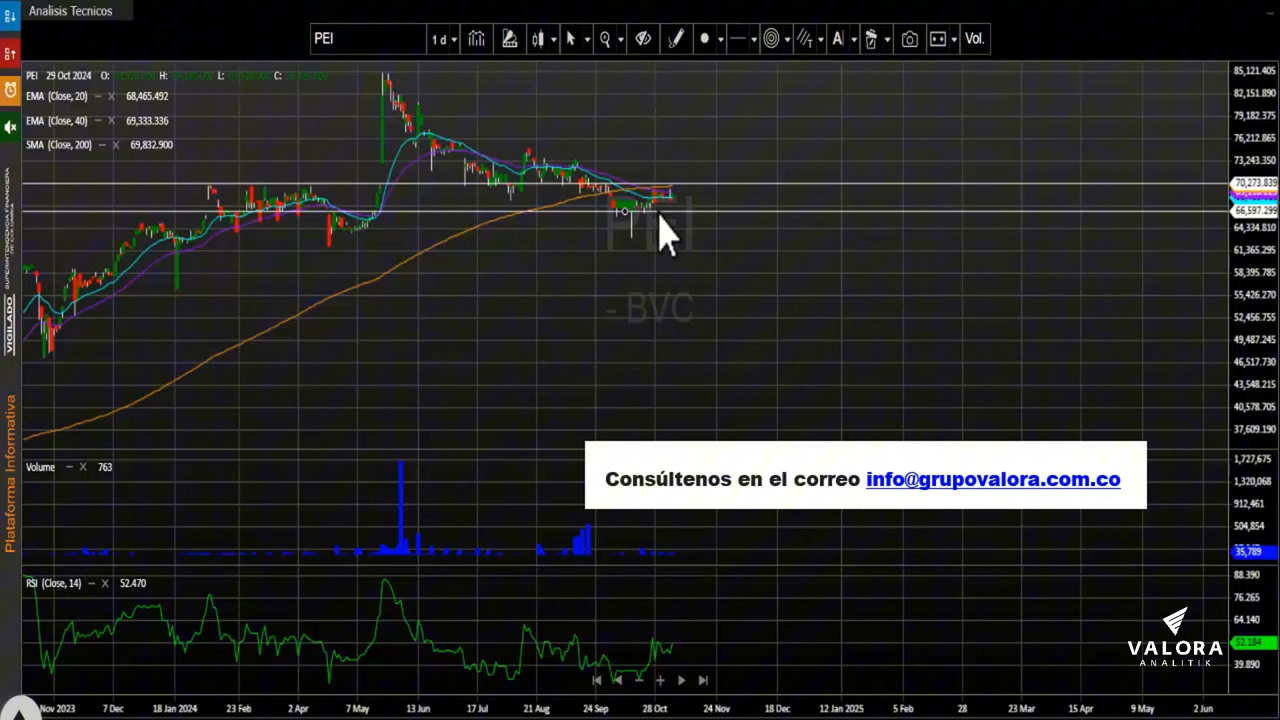 Analisis Tecnicos
PEI
1 d
Vol.
PEI 29 Oct 2024 O: H: L: C:
EMA (Close, 20) – X 68,465.492
EMA (Close, 40) – X 69,333.336
SMA (Close, 200) – X 69,832.900
85,121.405
82,151.890
79,182.375
76,212.865
73,243.350
70,273.839
66,597.299
64,334.810
61,365.295
58,395.785
55,426.270
52,456.755
49,487.245
46,517.730
43,548.215
40,578.707
37,609.190
PEI
- BVC
VIGILADO
SUPERINTENDENCIA FINANCIERA
DE COLOMBIA
Plataforma Informativa
Consúltenos en el correo info@grupovalora.com.co
Volume – X 763
1,727,675
1,320,068
912,461
504,854
35,789
RSI (Close, 14) – X 52.470
88.390
76.265
64.140
52.184
39.890
VALORA
ANALITIK
Nov 2023 7 Dec 18 Jan 2024 23 Feb 2 Apr 7 May 13 Jun 17 Jul 21 Aug 24 Sep 28 Oct 24 Nov 18 Dec 12 Jan 2025 5 Feb 28 23 Mar 15 Apr 9 May 2 Jun